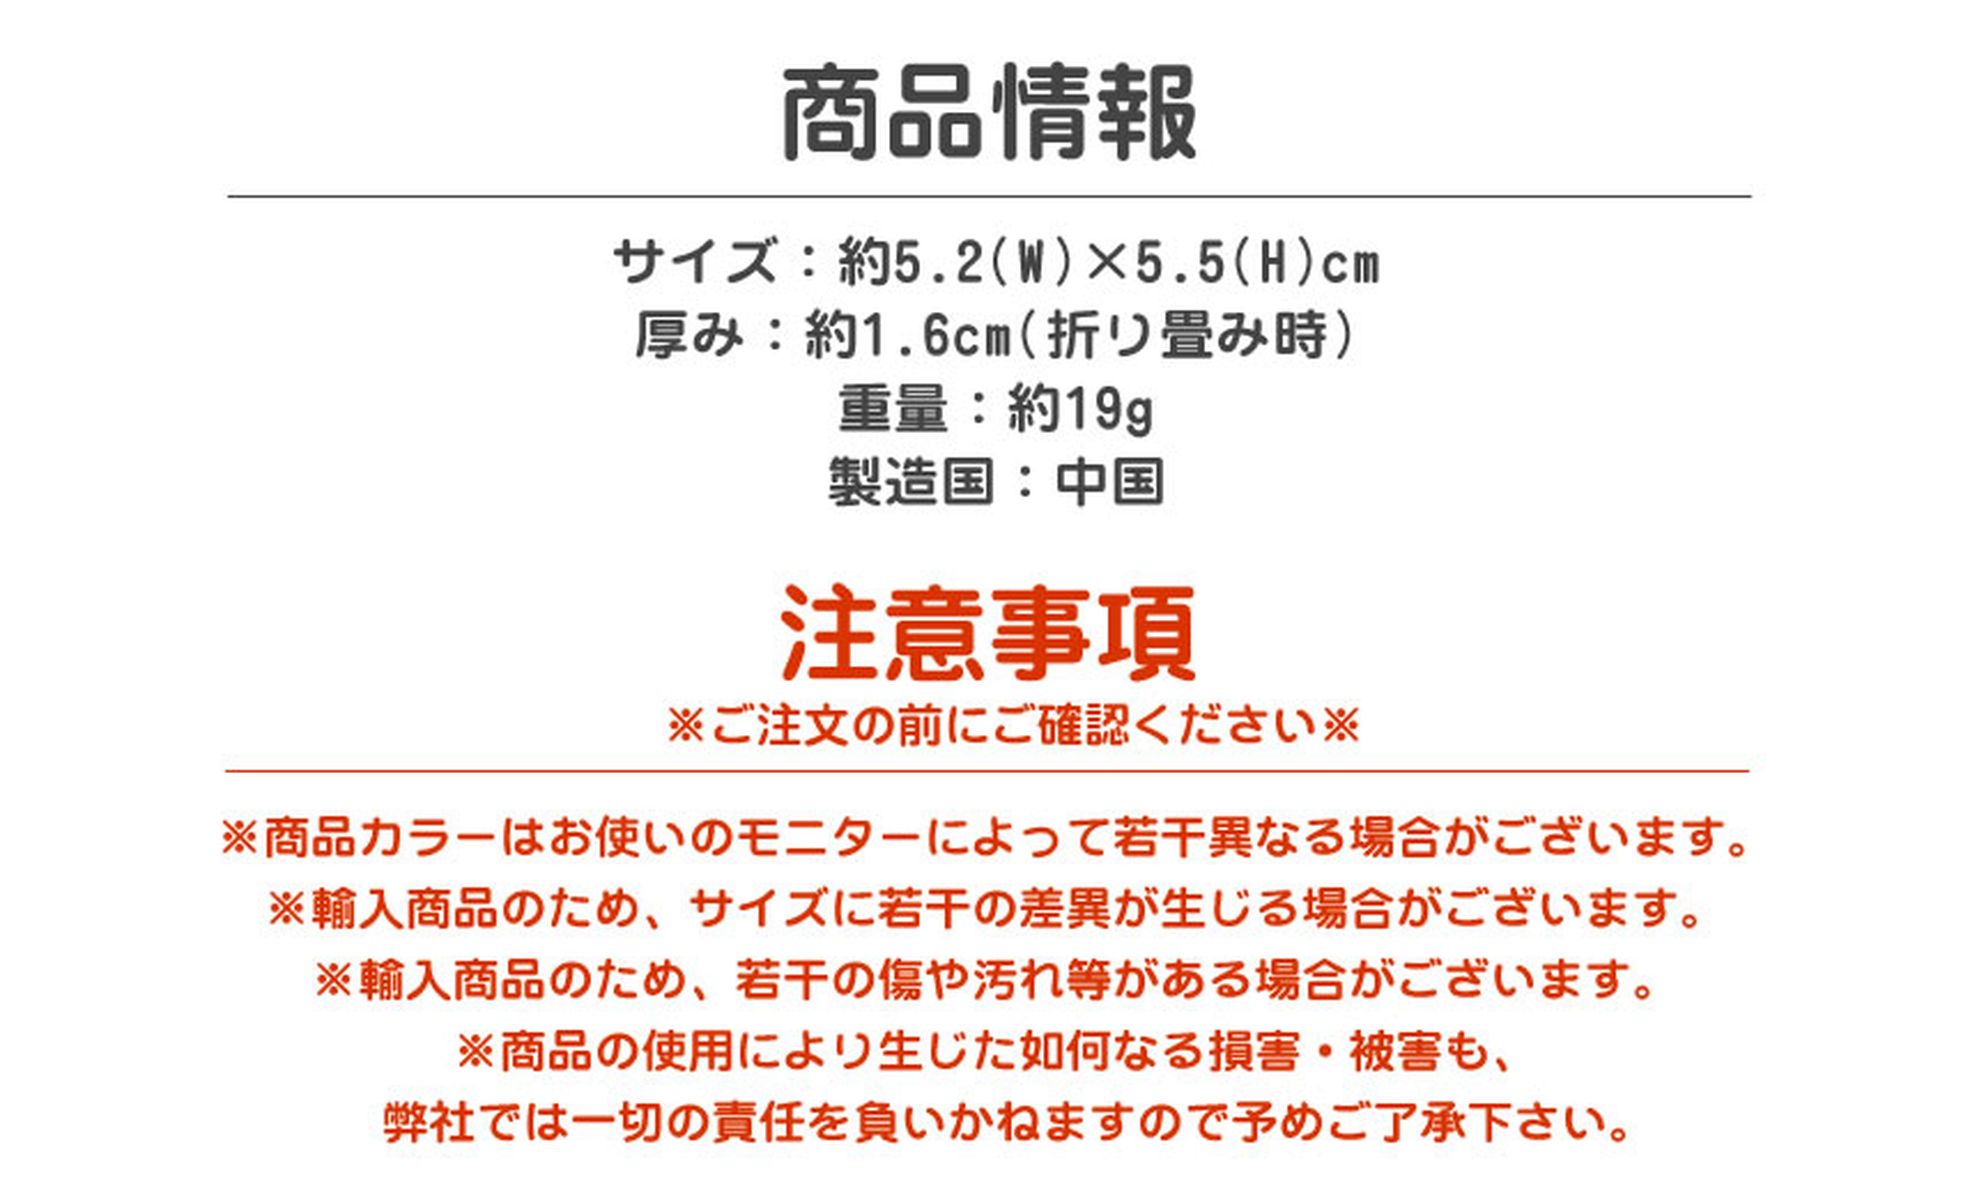 商品情報
サイズ：約5.2(W)×5.5(H)cm
厚み：約1.6cm(折り畳み時)
重量：約19g
製造国：中国
注意事項
※ご注文の前にご確認ください※
※商品カラーはお使いのモニターによって若干異なる場合がございます。
※輸入商品のため、サイズに若干の差異が生じる場合がございます。
※輸入商品のため、若干の傷や汚れ等がある場合がございます。
※商品の使用により生じた如何なる損害・被害も、
弊社では一切の責任を負いかねますので予めご了承下さい。